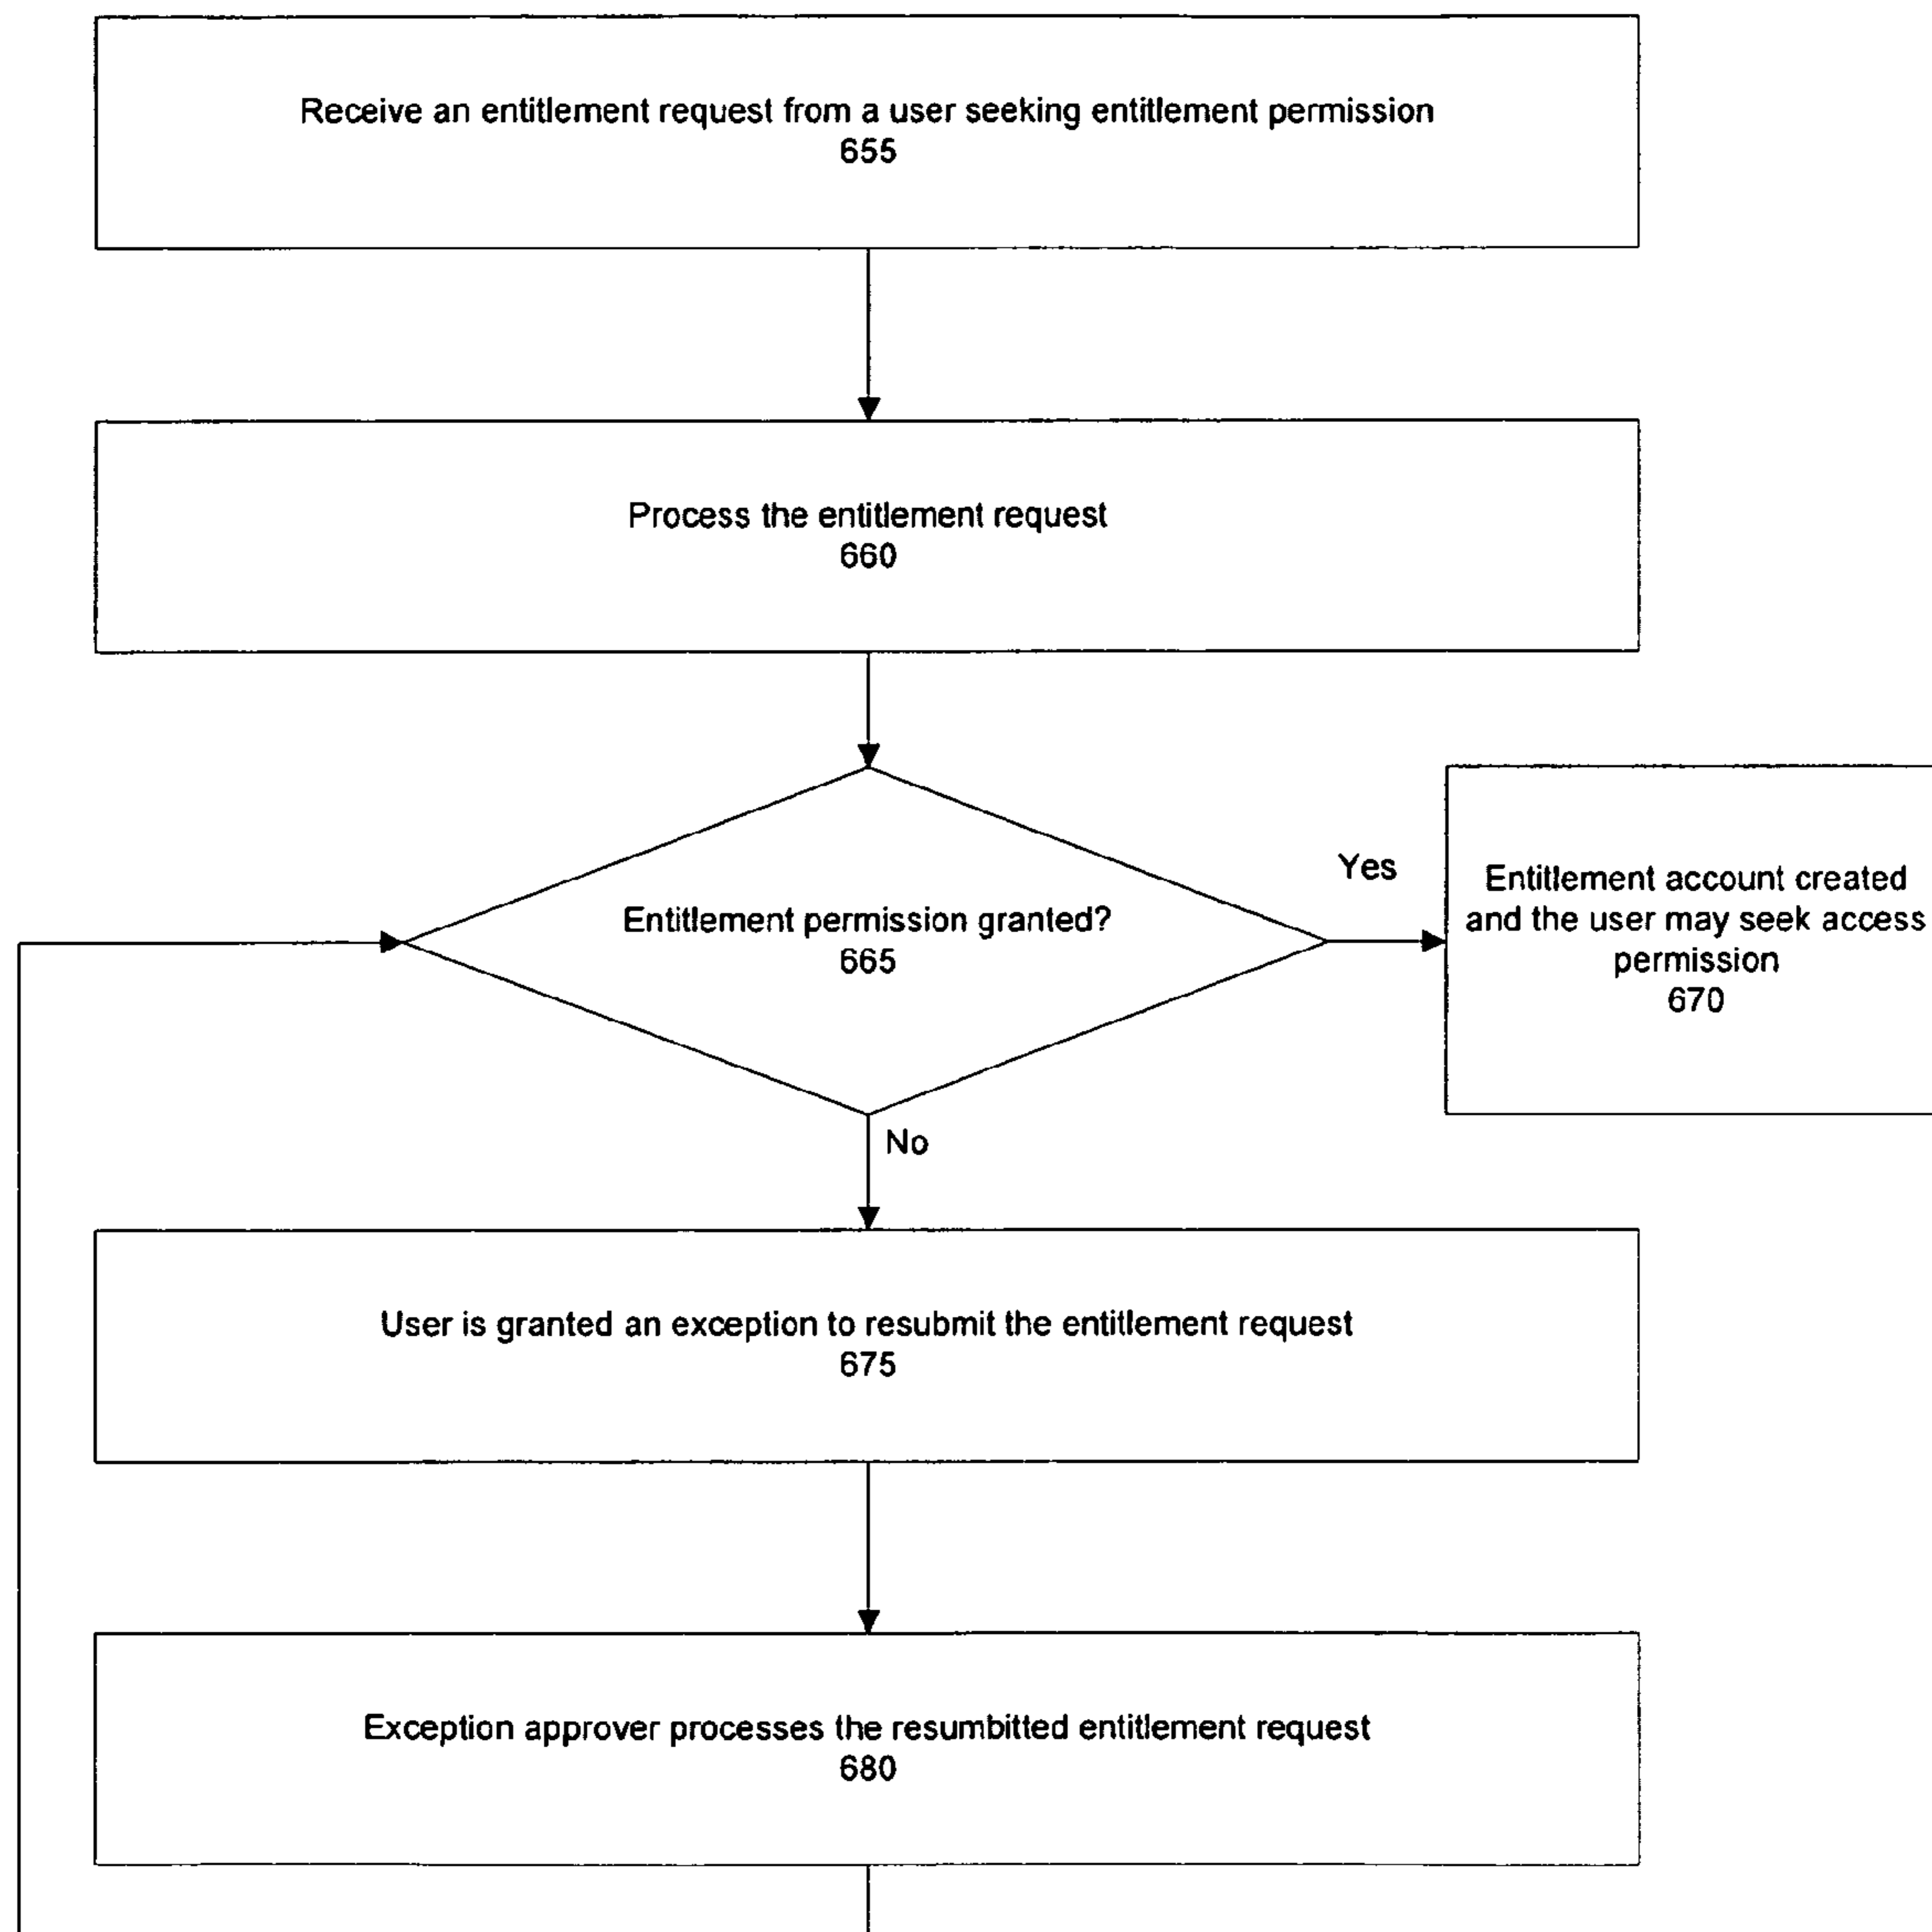 Receive an entitlement request from a user seeking entitlement permission
655
Process the entitlement request
660
Entitlement permission granted?
665
Yes
Entitlement account created
and the user may seek access
permission
670
No
User is granted an exception to resubmit the entitlement request
675
Exception approver processes the resumbitted entitlement request
680